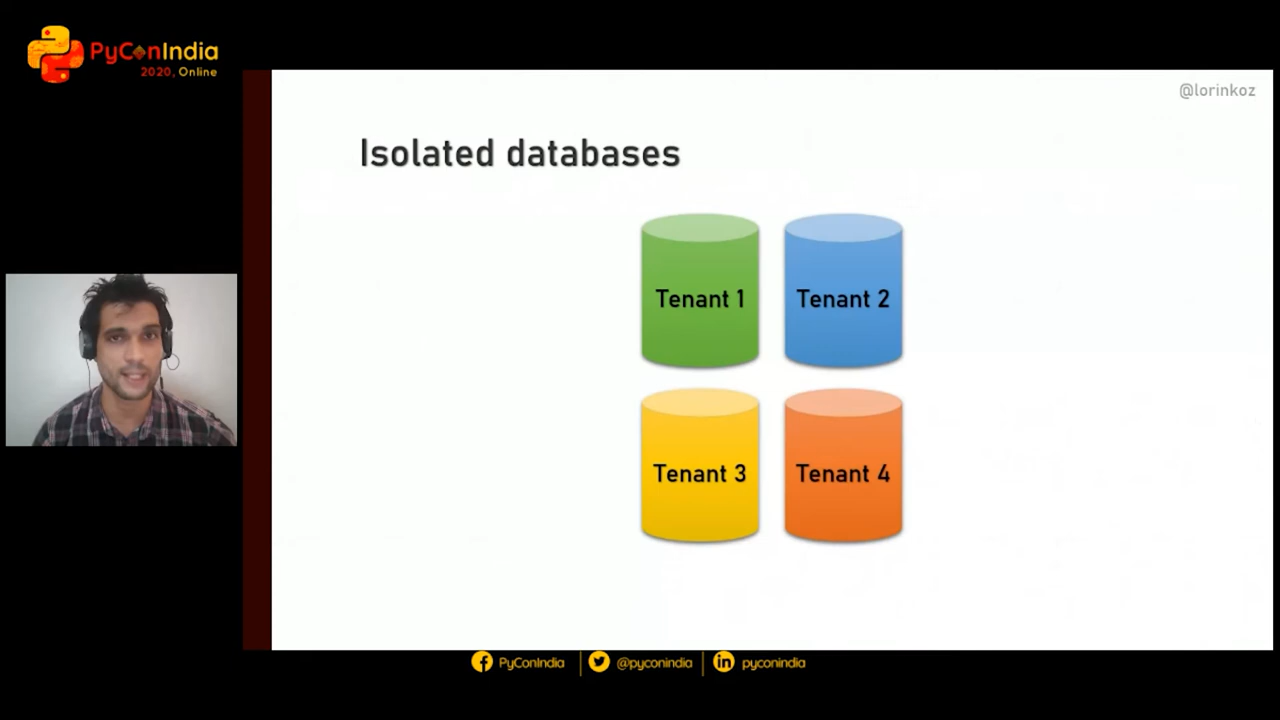 PyConIndia
2020, Online
@lorinkoz
Isolated databases
Tenant 1
Tenant 2
Tenant 3
Tenant 4
PyConIndia
@pyconindia
pyconindia